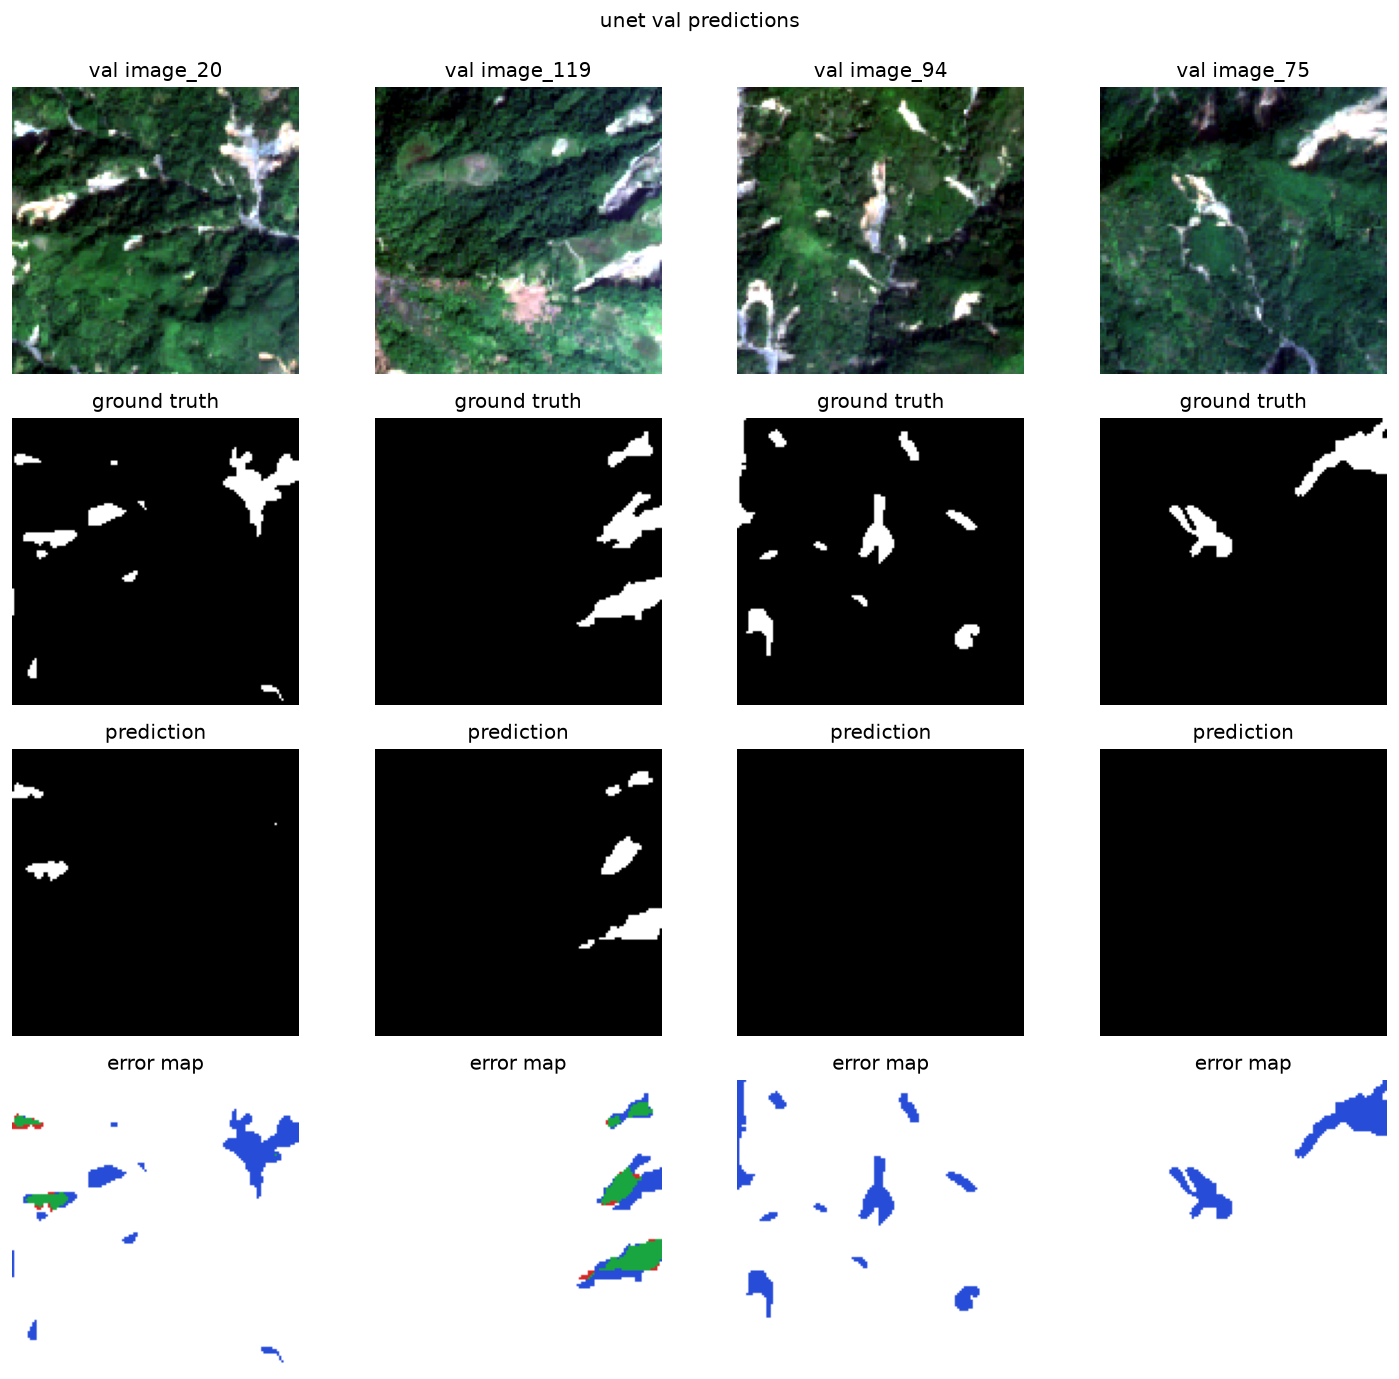 unet val predictions
val image_20
val image_119
val image_94
val image_75
ground truth
ground truth
ground truth
ground truth
prediction
prediction
prediction
prediction
error map
error map
error map
error map